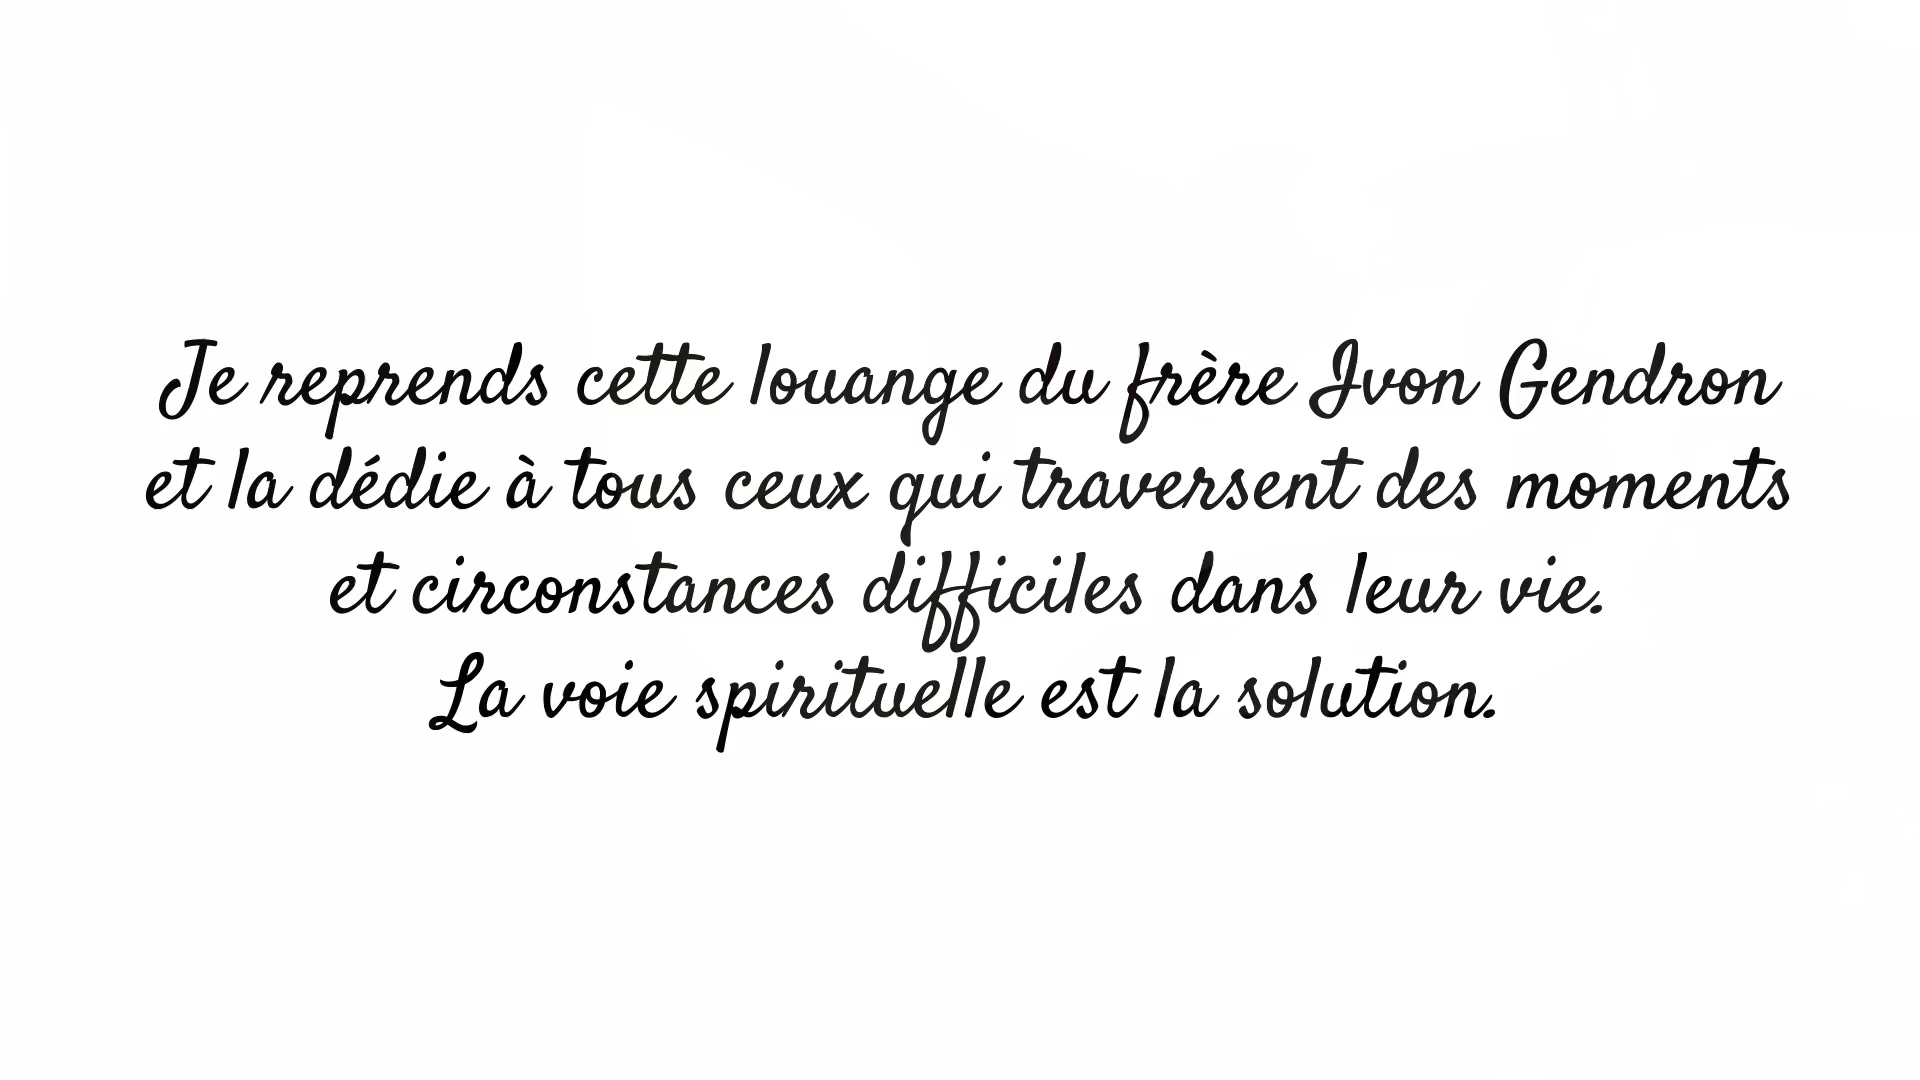 Je reprends cette louange du frère Ivon Gendron
et la dédie à tous ceux qui traversent des moments
et circonstances difficiles dans leur vie.
La voie spirituelle est la solution.